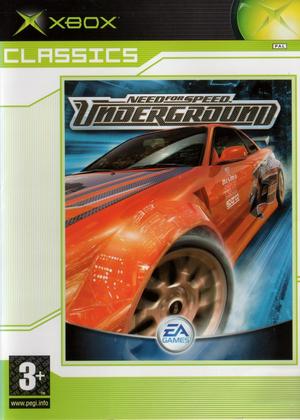 XBOX
PAL
CLASSICS
NEED FOR SPEED
UNDERGROUND
EA
GAMES
3+
www.pegi.info